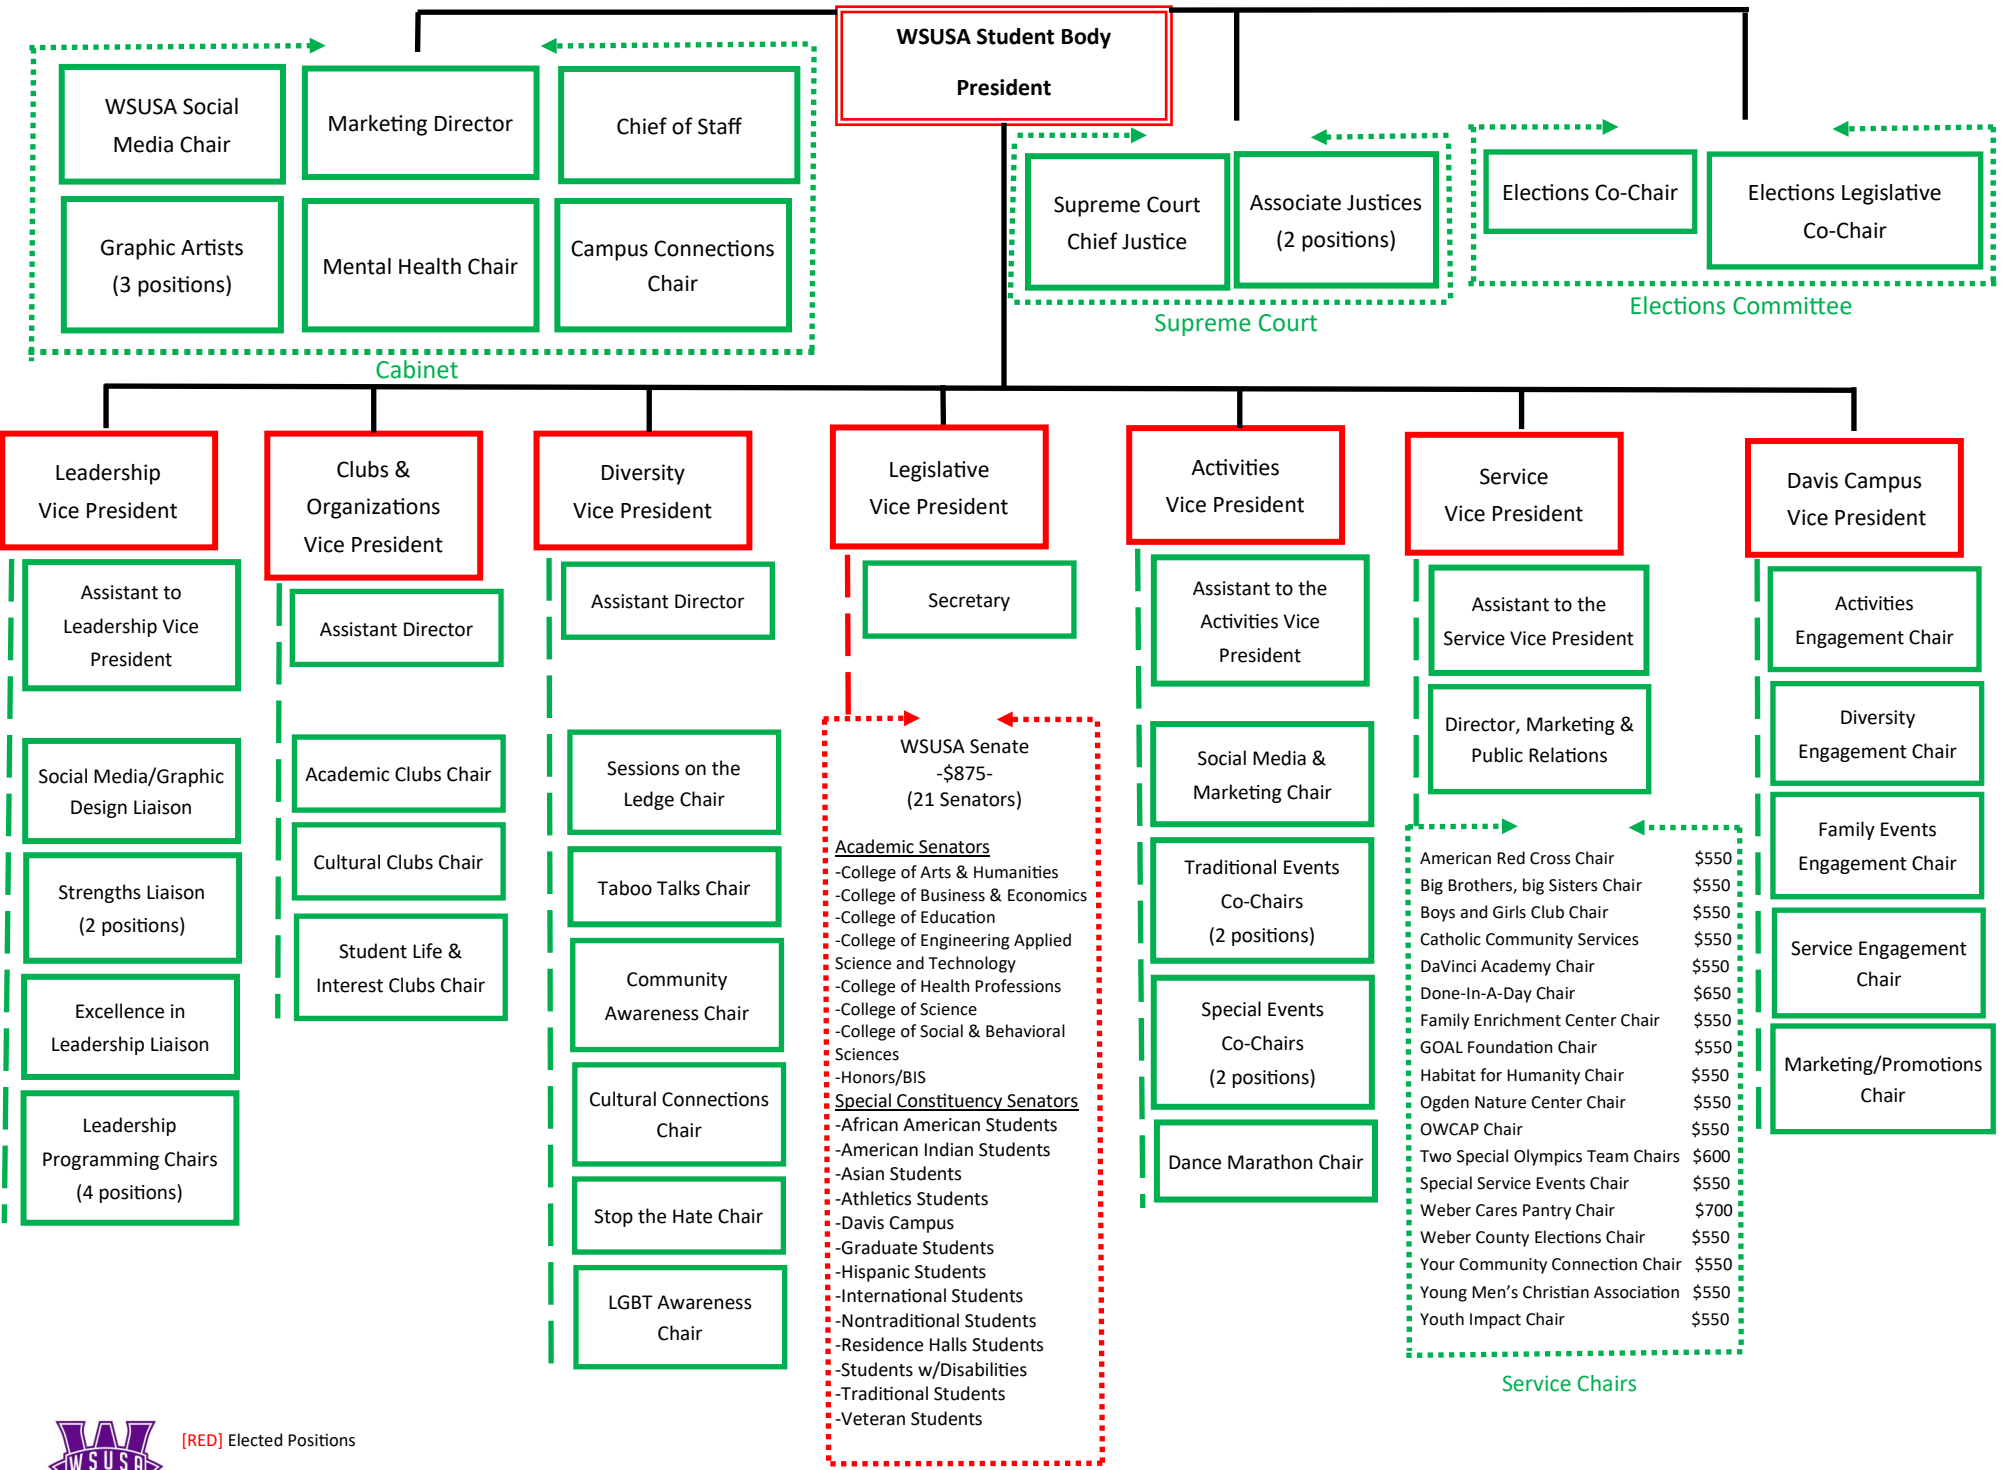 WSUSA Student Body
President
WSUSA Social
Media Chair
Marketing Director
Chief of Staff
Graphic Artists
(3 positions)
Mental Health Chair
Campus Connections
Chair
Cabinet
Supreme Court
Chief Justice
Associate Justices
(2 positions)
Supreme Court
Elections Co-Chair
Elections Legislative
Co-Chair
Elections Committee
Leadership
Vice President
Assistant to
Leadership Vice
President
Social Media/Graphic
Design Liaison
Strengths Liaison
(2 positions)
Excellence in
Leadership Liaison
Leadership
Programming Chairs
(4 positions)
Clubs &
Organizations
Vice President
Assistant Director
Academic Clubs Chair
Cultural Clubs Chair
Student Life &
Interest Clubs Chair
Diversity
Vice President
Assistant Director
Sessions on the
Ledge Chair
Taboo Talks Chair
Community
Awareness Chair
Cultural Connections
Chair
Stop the Hate Chair
LGBT Awareness
Chair
Legislative
Vice President
Secretary
WSUSA Senate
-$875-
(21 Senators)
Academic Senators
-College of Arts & Humanities
-College of Business & Economics
-College of Education
-College of Engineering Applied
Science and Technology
-College of Health Professions
-College of Science
-College of Social & Behavioral
Sciences
-Honors/BIS
Special Constituency Senators
-African American Students
-American Indian Students
-Asian Students
-Athletics Students
-Davis Campus
-Graduate Students
-Hispanic Students
-International Students
-Nontraditional Students
-Residence Halls Students
-Students w/Disabilities
-Traditional Students
-Veteran Students
Activities
Vice President
Assistant to the
Activities Vice
President
Social Media &
Marketing Chair
Traditional Events
Co-Chairs
(2 positions)
Special Events
Co-Chairs
(2 positions)
Dance Marathon Chair
Service
Vice President
Assistant to the
Service Vice President
Director, Marketing &
Public Relations
American Red Cross Chair $550
Big Brothers, big Sisters Chair $550
Boys and Girls Club Chair $550
Catholic Community Services $550
DaVinci Academy Chair $550
Done-In-A-Day Chair $650
Family Enrichment Center Chair $550
GOAL Foundation Chair $550
Habitat for Humanity Chair $550
Ogden Nature Center Chair $550
OWCAP Chair $550
Two Special Olympics Team Chairs $600
Special Service Events Chair $550
Weber Cares Pantry Chair $700
Weber County Elections Chair $550
Your Community Connection Chair $550
Young Men's Christian Association $550
Youth Impact Chair $550
Service Chairs
Davis Campus
Vice President
Activities
Engagement Chair
Diversity
Engagement Chair
Family Events
Engagement Chair
Service Engagement
Chair
Marketing/Promotions
Chair
W
WSUSA
[RED] Elected Positions